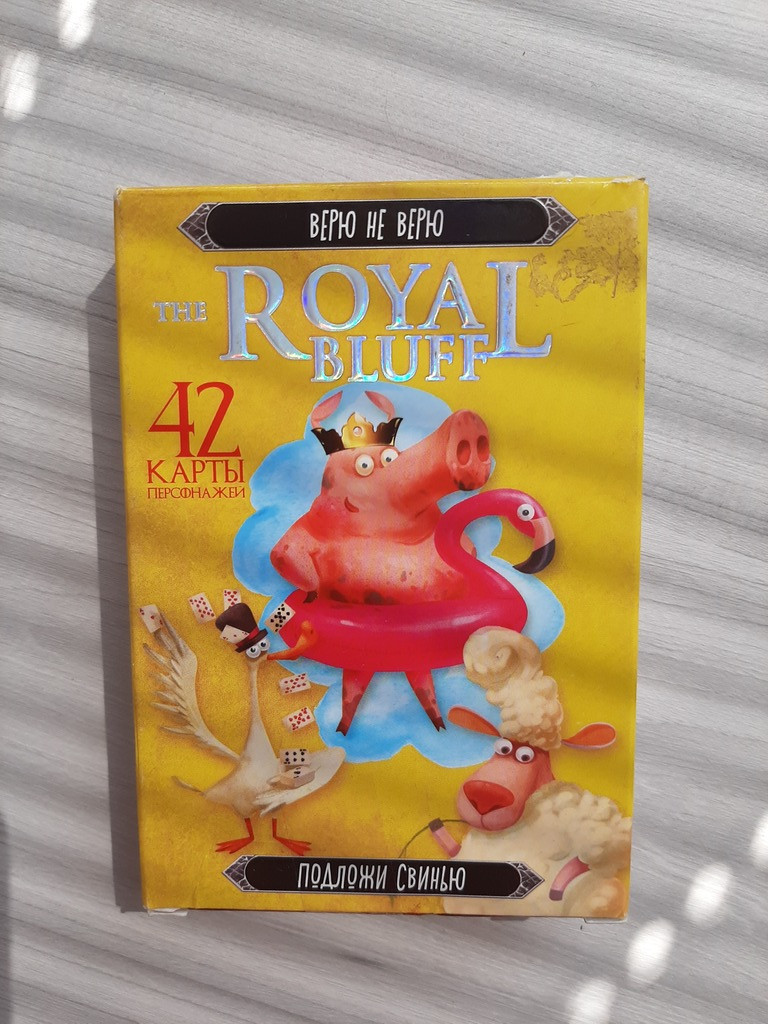 ВЕРЮ НЕ ВЕРЮ
THE ROYAL
BLUFF
42
КАРТЫ
ПЕРСОНАЖЕЙ
ПОДЛОЖИ СВИНЬЮ